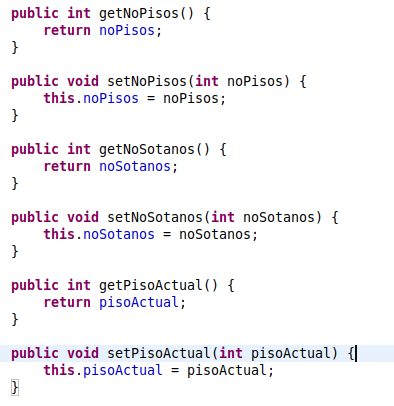 public int getNoPisos() {
    return noPisos;
}
public void setNoPisos(int noPisos) {
    this.noPisos = noPisos;
}
public int getNoSotanos() {
    return noSotanos;
}
public void setNoSotanos(int noSotanos) {
    this.noSotanos = noSotanos;
}
public int getPisoActual() {
    return pisoActual;
}
public void setPisoActual(int pisoActual) {
    this.pisoActual = pisoActual;
}